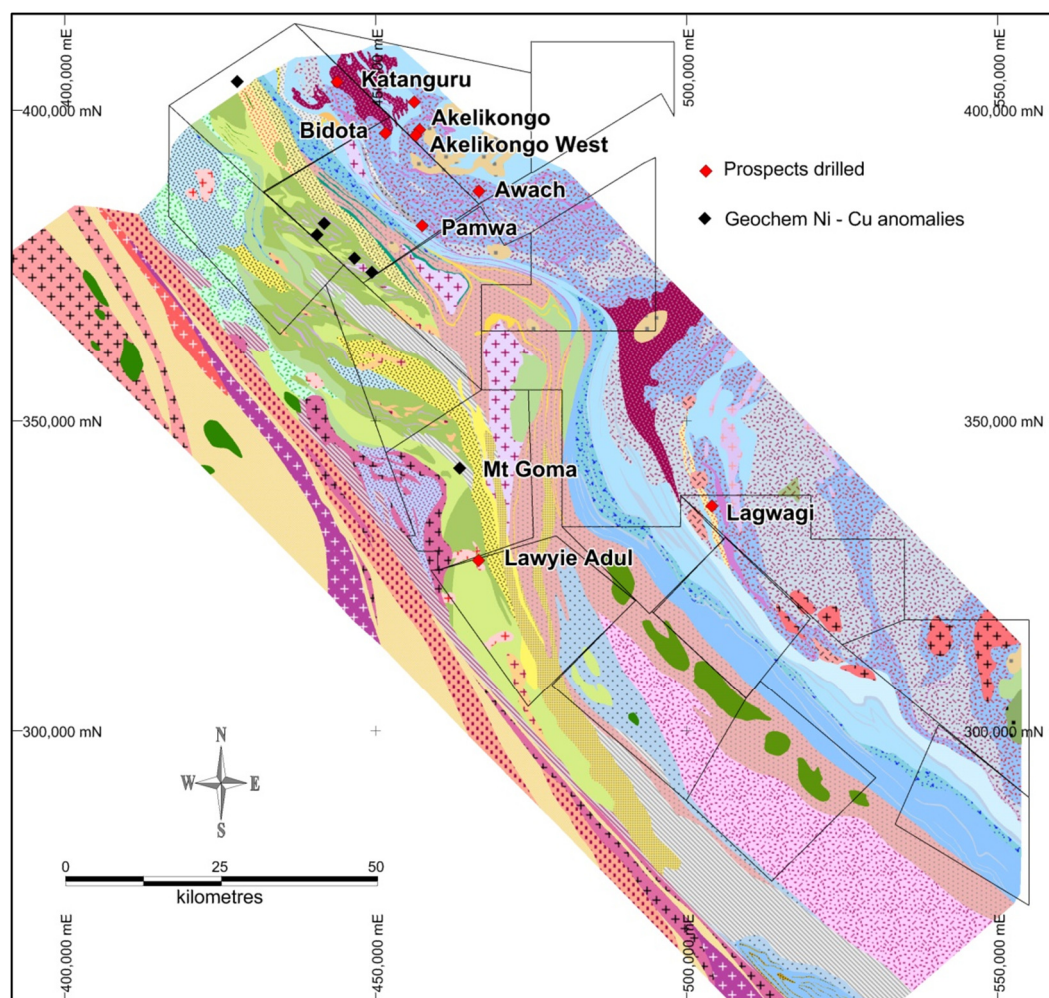 400,000 mE
450,000 mE
500,000 mE
550,000 mE
400,000 mN
400,000 mN
Katanguru
Akelikongo
Bidota
Akelikongo West
Awach
Pamwa
Prospects drilled
Geochem Ni - Cu anomalies
350,000 mN
350,000 mN
Mt Goma
Lagwagi
Lawyie Adul
300,000 mN
300,000 mN
N
W
E
S
0
25
50
kilometres
400,000 mE
450,000 mE
500,000 mE
550,000 mE